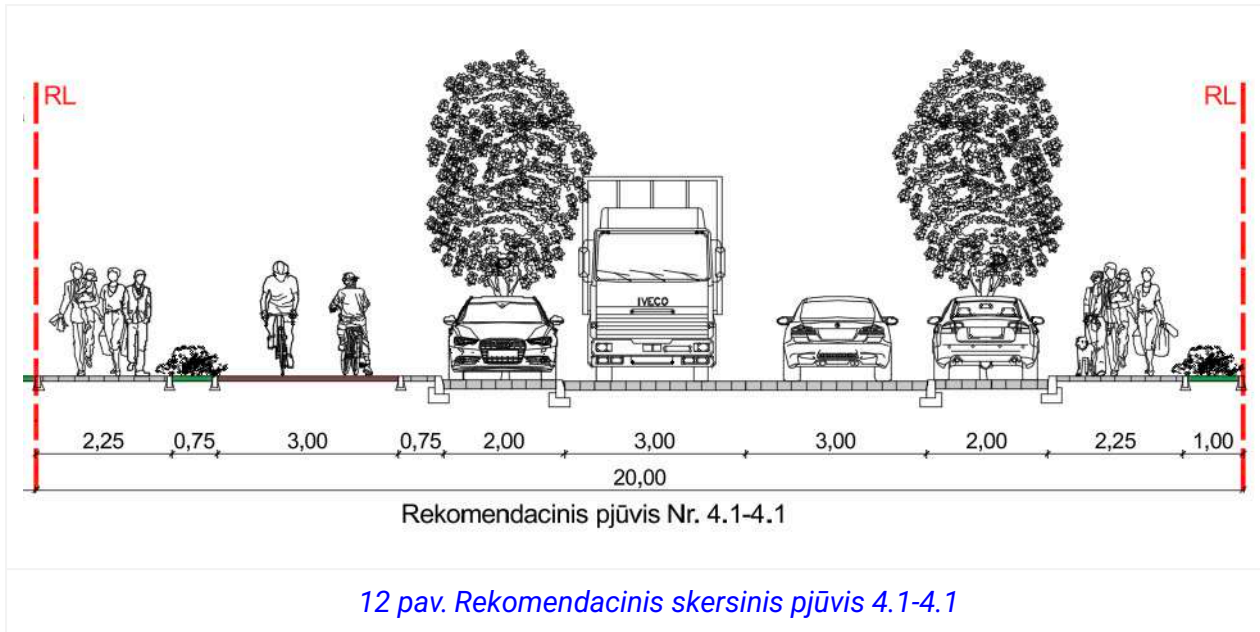 RL RL
IVECO
2,25 0,75 3,00 0,75 2,00 3,00 3,00 2,00 2,25 1,00
20,00
Rekomendacinis pjūvis Nr. 4.1-4.1
12 pav. Rekomendacinis skersinis pjūvis 4.1-4.1